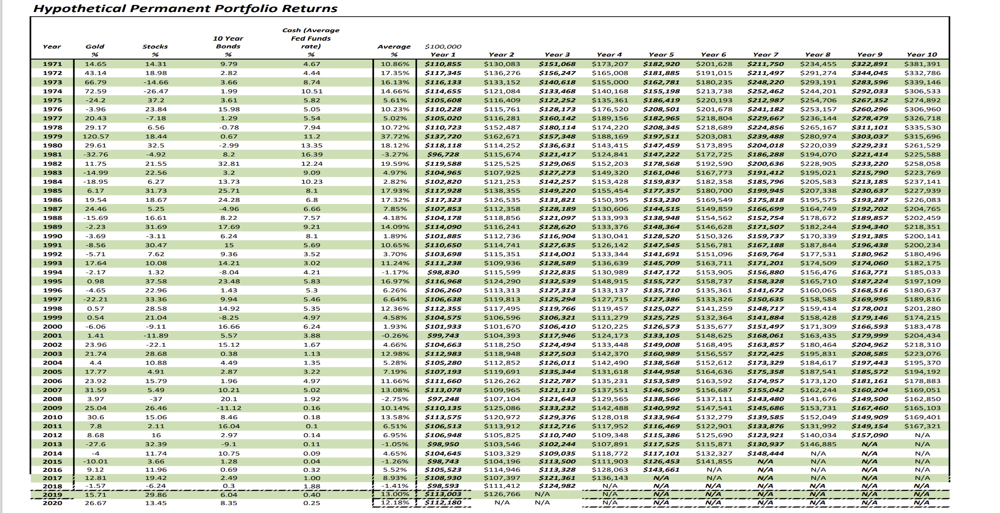 Hypothetical Permanent Portfolio Returns
Cash (Average
10 Year Fed Funds
Year Gold Stocks Bonds rate) Average $100,000
% % % % % Year 1 Year 2 Year 3 Year 4 Year 5 Year 6 Year 7 Year 8 Year 9 Year 10
1971 14.65 14.31 9.79 4.67 10.86% $110,855 $130,083 $151,068 $173,207 $182,920 $201,628 $211,750 $234,455 $322,891 $381,391
1972 43.14 18.98 2.82 4.44 17.35% $117,345 $136,276 $156,247 $165,008 $181,885 $191,015 $211,497 $291,274 $344,045 $332,786
1973 66.79 -14.66 3.66 8.74 16.13% $116,133 $133,152 $140,618 $155,000 $162,781 $180,235 $248,220 $293,191 $283,596 $339,146
1974 72.59 -26.47 1.99 10.51 14.66% $114,655 $121,084 $133,468 $140,168 $155,198 $213,738 $252,462 $244,201 $292,033 $306,533
1975 -24.2 37.2 3.61 5.82 5.61% $105,608 $116,409 $122,252 $135,361 $186,419 $220,193 $212,987 $254,706 $267,352 $274,892
1976 -3.96 23.84 15.98 5.05 10.23% $110,228 $115,761 $128,173 $176,520 $208,501 $201,678 $241,182 $253,157 $260,296 $306,960
1977 20.43 -7.18 1.29 5.54 5.02% $105,020 $116,281 $160,142 $189,156 $182,965 $218,804 $229,667 $236,144 $278,479 $326,718
1978 29.17 6.56 -0.78 7.94 10.72% $110,723 $152,487 $180,114 $174,220 $208,345 $218,689 $224,856 $265,167 $311,101 $335,530
1979 120.57 18.44 0.67 11.2 37.72% $137,720 $162,671 $157,348 $188,169 $197,511 $203,081 $239,488 $280,974 $303,037 $315,696
1980 29.61 32.5 -2.99 13.35 18.12% $118,118 $114,252 $136,631 $143,415 $147,459 $173,895 $204,018 $220,039 $229,231 $261,529
1981 -32.76 -4.92 8.2 16.39 -3.27% $96,728 $115,674 $121,417 $124,841 $147,222 $172,725 $186,288 $194,070 $221,414 $225,588
1982 11.75 21.55 32.81 12.24 19.59% $119,588 $125,525 $129,065 $152,203 $178,568 $192,590 $200,636 $228,905 $233,220 $258,058
1983 -14.99 22.56 3.2 9.09 4.97% $104,965 $107,925 $127,273 $149,320 $161,046 $167,773 $191,412 $195,021 $215,790 $223,769
1984 -18.95 6.27 13.73 10.23 2.82% $102,820 $121,253 $142,257 $153,428 $159,837 $182,358 $185,796 $205,583 $213,185 $237,141
1985 6.17 31.73 25.71 8.1 17.93% $117,928 $138,355 $149,220 $155,454 $177,357 $180,700 $199,945 $207,338 $230,637 $227,939
1986 19.54 18.67 24.28 6.8 17.32% $117,323 $126,535 $131,821 $150,395 $153,230 $169,549 $175,818 $195,575 $193,287 $226,083
1987 24.46 5.25 -4.96 6.66 7.85% $107,853 $112,358 $128,189 $130,606 $144,515 $149,859 $166,699 $164,749 $192,702 $204,765
1988 -15.69 16.61 8.22 7.57 4.18% $104,178 $118,856 $121,097 $133,993 $138,948 $154,562 $152,754 $178,672 $189,857 $202,459
1989 -2.23 31.69 17.69 9.21 14.09% $114,090 $116,241 $128,620 $133,376 $148,364 $146,628 $171,507 $182,244 $194,340 $218,351
1990 -3.69 -3.11 6.24 8.1 1.89% $101,885 $112,736 $116,904 $130,041 $128,520 $150,326 $159,737 $170,339 $191,385 $200,141
1991 -8.56 30.47 15 5.69 10.65% $110,650 $114,741 $127,635 $126,142 $147,545 $156,781 $167,188 $187,844 $196,438 $200,234
1992 -5.71 7.62 9.36 3.52 3.70% $103,698 $115,351 $114,001 $133,344 $141,691 $151,096 $169,764 $177,531 $180,962 $180,496
1993 17.64 10.08 14.21 3.02 11.24% $111,238 $109,936 $128,589 $136,639 $145,709 $163,711 $171,201 $174,509 $174,060 $182,175
1994 -2.17 1.32 -8.04 4.21 -1.17% $98,830 $115,599 $122,835 $130,989 $147,172 $153,905 $156,880 $156,476 $163,771 $185,033
1995 0.98 37.58 23.48 5.83 16.97% $116,968 $124,290 $132,539 $148,915 $155,727 $158,737 $158,328 $165,710 $187,224 $197,109
1996 -4.65 22.96 1.43 5.3 6.26% $106,260 $113,313 $127,313 $133,137 $135,710 $135,361 $141,672 $160,065 $168,516 $180,637
1997 -22.21 33.36 9.94 5.46 6.64% $106,638 $119,813 $125,294 $127,715 $127,386 $133,326 $150,635 $158,588 $169,995 $189,816
1998 0.57 28.58 14.92 5.35 12.36% $112,355 $117,495 $119,766 $119,457 $125,027 $141,259 $148,717 $159,414 $178,001 $201,280
1999 0.54 21.04 -8.25 4.97 4.58% $104,575 $106,596 $106,321 $111,279 $125,725 $132,364 $141,884 $158,428 $179,146 $174,215
2000 -6.06 -9.11 16.66 6.24 1.93% $101,933 $101,670 $106,410 $120,225 $126,573 $135,677 $151,497 $171,309 $166,593 $183,478
2001 1.41 -11.89 5.57 3.88 -0.26% $99,743 $104,393 $117,946 $124,173 $133,105 $148,625 $168,061 $163,435 $179,999 $204,434
2002 23.96 -22.1 15.12 1.67 4.66% $104,663 $118,250 $124,494 $133,448 $149,008 $168,495 $163,857 $180,464 $204,962 $218,310
2003 21.74 28.68 0.38 1.13 12.98% $112,983 $118,948 $127,503 $142,370 $160,989 $156,557 $172,425 $195,831 $208,585 $223,076
2004 4.4 10.88 4.49 1.35 5.28% $105,280 $112,852 $126,011 $142,490 $138,568 $152,612 $173,329 $184,617 $197,443 $195,370
2005 17.77 4.91 2.87 3.22 7.19% $107,193 $119,691 $135,344 $131,618 $144,958 $164,636 $175,358 $187,541 $185,572 $194,192
2006 23.92 15.79 1.96 4.97 11.66% $111,660 $126,262 $122,787 $135,231 $153,589 $163,592 $174,957 $173,120 $181,161 $178,883
2007 31.59 5.49 10.21 5.02 13.08% $113,078 $109,965 $121,110 $137,551 $146,509 $156,687 $155,042 $162,244 $160,204 $169,051
2008 3.97 -37 20.1 1.92 -2.75% $97,248 $107,104 $121,643 $129,565 $138,566 $137,111 $143,480 $141,676 $149,500 $162,850
2009 25.04 26.46 -11.12 0.16 10.14% $110,135 $125,086 $133,232 $142,488 $140,992 $147,541 $145,686 $153,731 $167,460 $165,103
2010 30.6 15.06 8.46 0.18 13.58% $113,575 $120,972 $129,376 $128,018 $133,964 $132,279 $139,585 $152,049 $149,909 $169,401
2011 7.8 2.11 16.04 0.1 6.51% $106,513 $113,912 $112,716 $117,952 $116,469 $122,901 $133,876 $131,992 $149,154 $167,321
2012 8.68 16 2.97 0.14 6.95% $106,948 $105,825 $110,740 $109,348 $115,386 $125,690 $123,921 $140,034 $157,090 N/A
2013 -27.6 32.39 -9.1 0.11 -1.05% $98,950 $103,546 $102,244 $107,891 $117,525 $115,871 $130,937 $146,885 N/A N/A
2014 -4 11.74 10.75 0.09 4.65% $104,645 $103,329 $109,035 $118,772 $117,101 $132,327 $148,444 N/A N/A N/A
2015 -10.01 3.66 1.28 0.04 -1.26% $98,743 $104,196 $113,500 $111,903 $126,453 $141,855 N/A N/A N/A N/A
2016 9.12 11.96 0.69 0.32 5.52% $105,523 $114,946 $113,328 $128,063 $143,661 N/A N/A N/A N/A N/A
2017 12.81 19.42 2.49 1.00 8.93% $108,930 $107,397 $121,361 $136,143 N/A N/A N/A N/A N/A N/A
2018 -1.57 -6.24 0.3 1.88 -1.41% $98,593 $111,412 $124,982 N/A N/A N/A N/A N/A N/A N/A
2019 15.71 29.86 6.04 0.40 13.00% $113,003 $126,766 N/A N/A N/A N/A N/A N/A N/A N/A
2020 26.67 13.45 8.35 0.25 12.18% $112,180 N/A N/A N/A N/A N/A N/A N/A N/A N/A